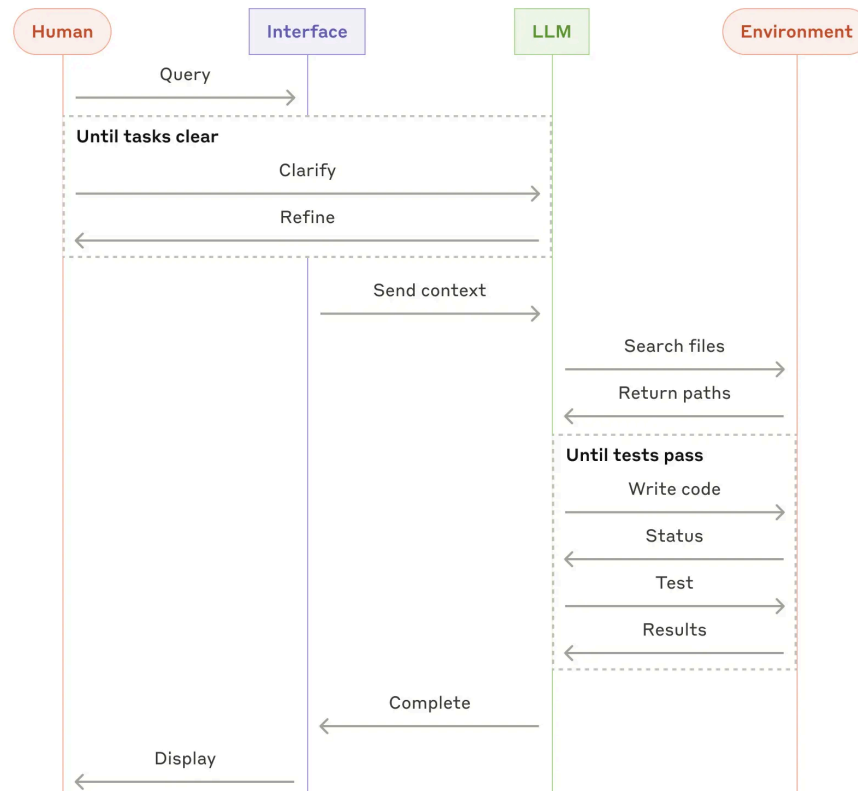 Human
Interface
LLM
Environment
Query
Until tasks clear
Clarify
Refine
Send context
Search files
Return paths
Until tests pass
Write code
Status
Test
Results
Complete
Display